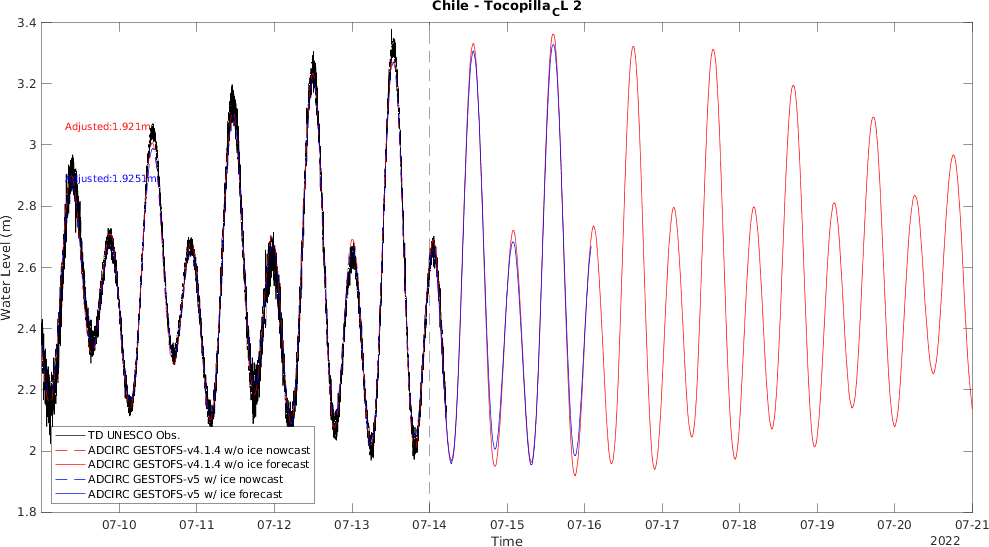 Chile - Tocopilla_CL 2
3.4
3.2
3
2.8
2.6
2.4
2.2
2
1.8
Water Level (m)
Adjusted:1.921m
Adjusted:1.9251m
TD UNESCO Obs.
ADCIRC GESTOFS-v4.1.4 w/o ice nowcast
ADCIRC GESTOFS-v4.1.4 w/o ice forecast
ADCIRC GESTOFS-v5 w/ ice nowcast
ADCIRC GESTOFS-v5 w/ ice forecast
07-10 07-11 07-12 07-13 07-14 07-15 07-16 07-17 07-18 07-19 07-20 07-21
Time
2022